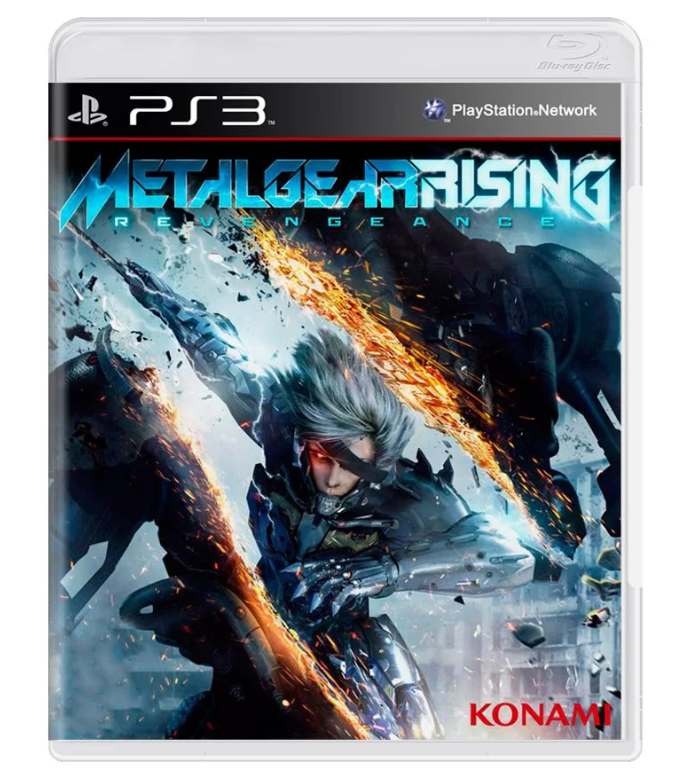 Blu-ray Disc
PS3
PlayStation®Network
METAL GEAR RISING
REVENGEANCE
KONAMI